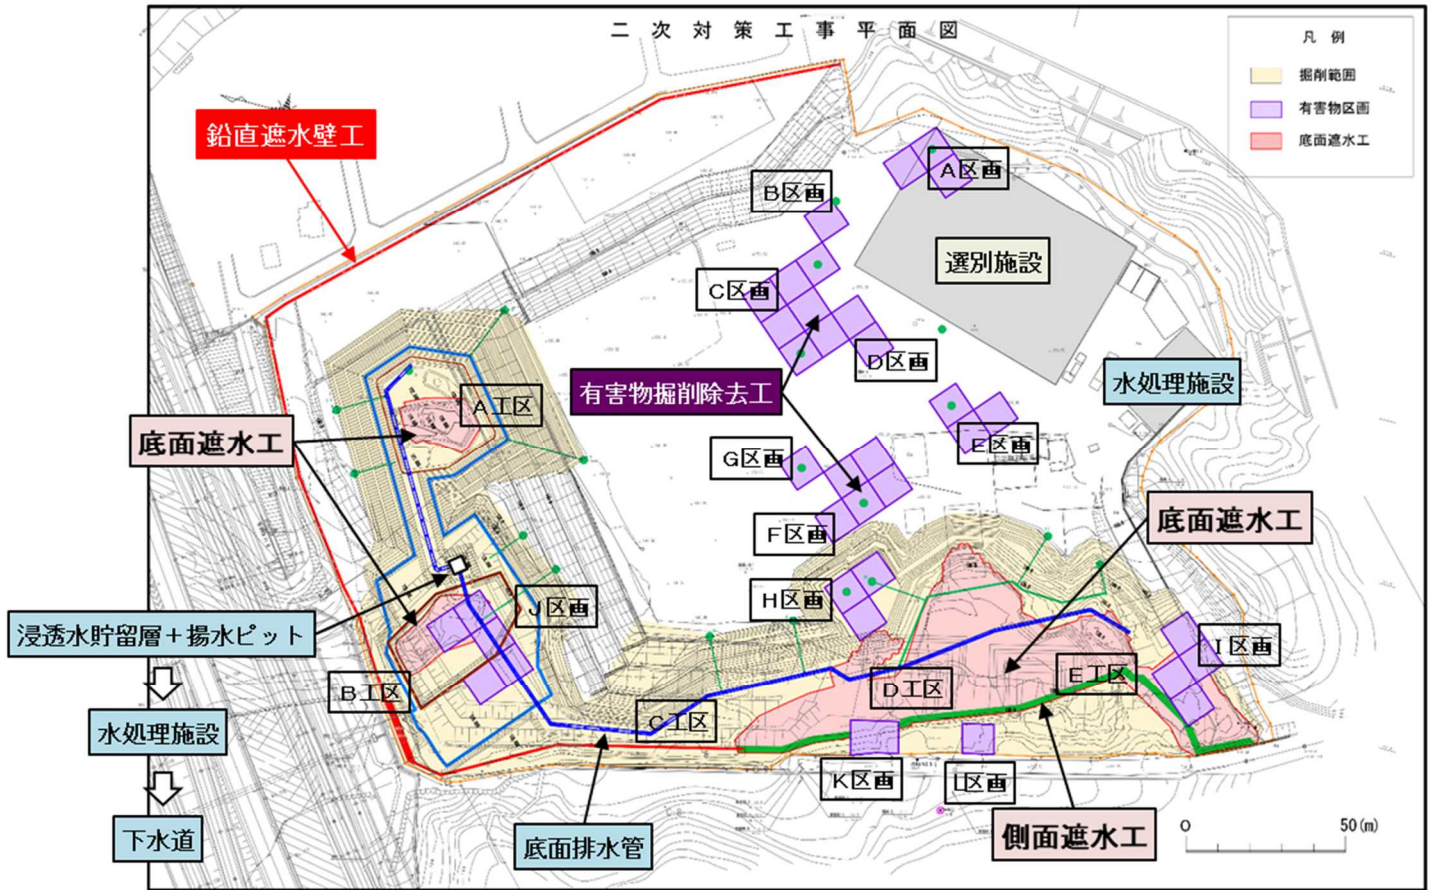 二次対策工事平面図
凡例
掘削範囲
有害物区画
底面遮水工
鉛直遮水壁工
A区画
B区画
選別施設
C区画
D区画
水処理施設
有害物掘削除去工
A工区
底面遮水工
E区画
G区画
底面遮水工
F区画
H区画
J区画
浸透水貯留層+揚水ピット
I区画
B工区
D工区
E工区
C工区
水処理施設
K区画
L区画
下水道
底面排水管
側面遮水工
0 50(m)